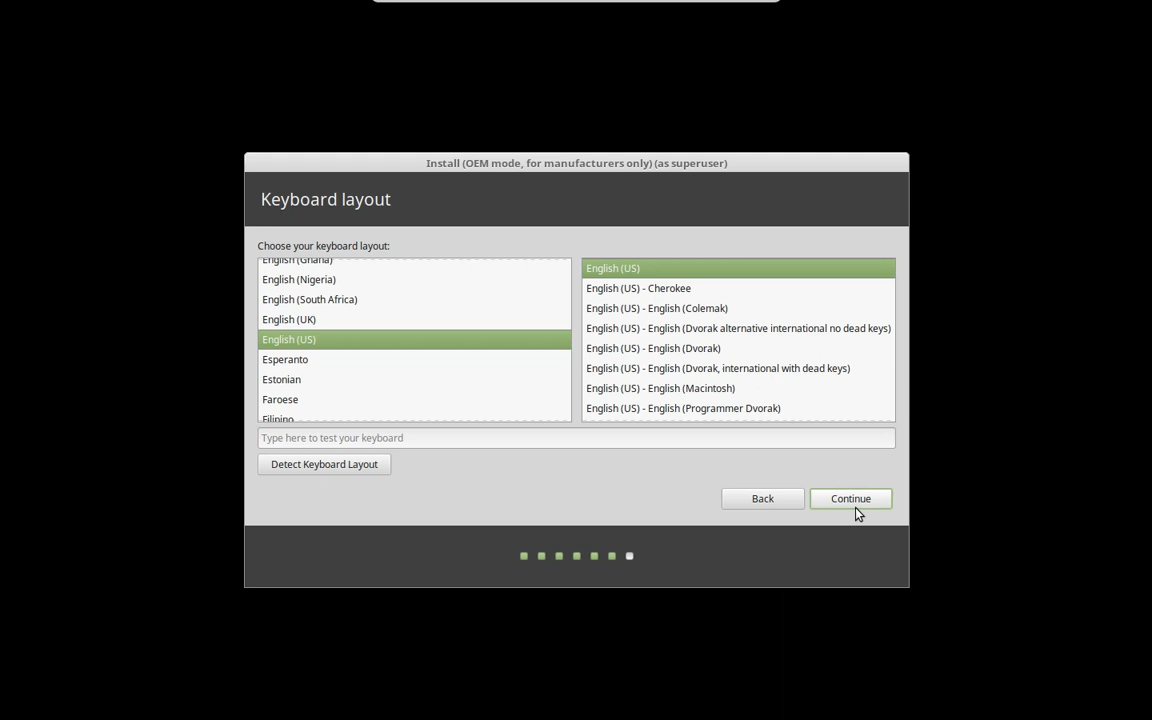 Install (OEM mode, for manufacturers only) (as superuser)
Keyboard layout
Choose your keyboard layout:
English (Ghana)
English (Nigeria)
English (South Africa)
English (UK)
English (US)
Esperanto
Estonian
Faroese
Filipino
English (US)
English (US) - Cherokee
English (US) - English (Colemak)
English (US) - English (Dvorak alternative international no dead keys)
English (US) - English (Dvorak)
English (US) - English (Dvorak, international with dead keys)
English (US) - English (Macintosh)
English (US) - English (Programmer Dvorak)
Type here to test your keyboard
Detect Keyboard Layout
Back
Continue